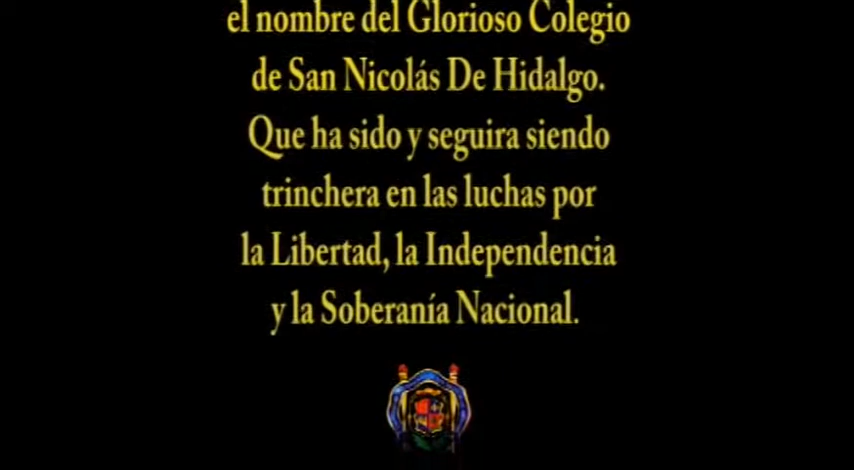 el nombre del Glorioso Colegio
de San Nicolás De Hidalgo.
Que ha sido y seguira siendo
trinchera en las luchas por
la Libertad, la Independencia
y la Soberanía Nacional.